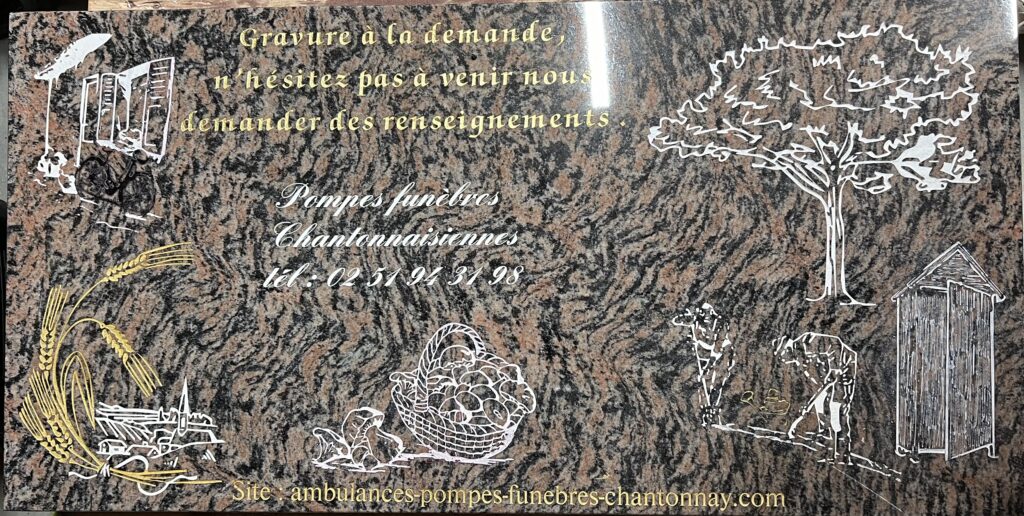 Gravure à la demande,
n'hésitez pas à venir nous
demander des renseignements.
Pompes funèbres
Chantonnaisiennes
tél : 02 51 94 31 98
Site : ambulances-pompes-funebres-chantonnay.com